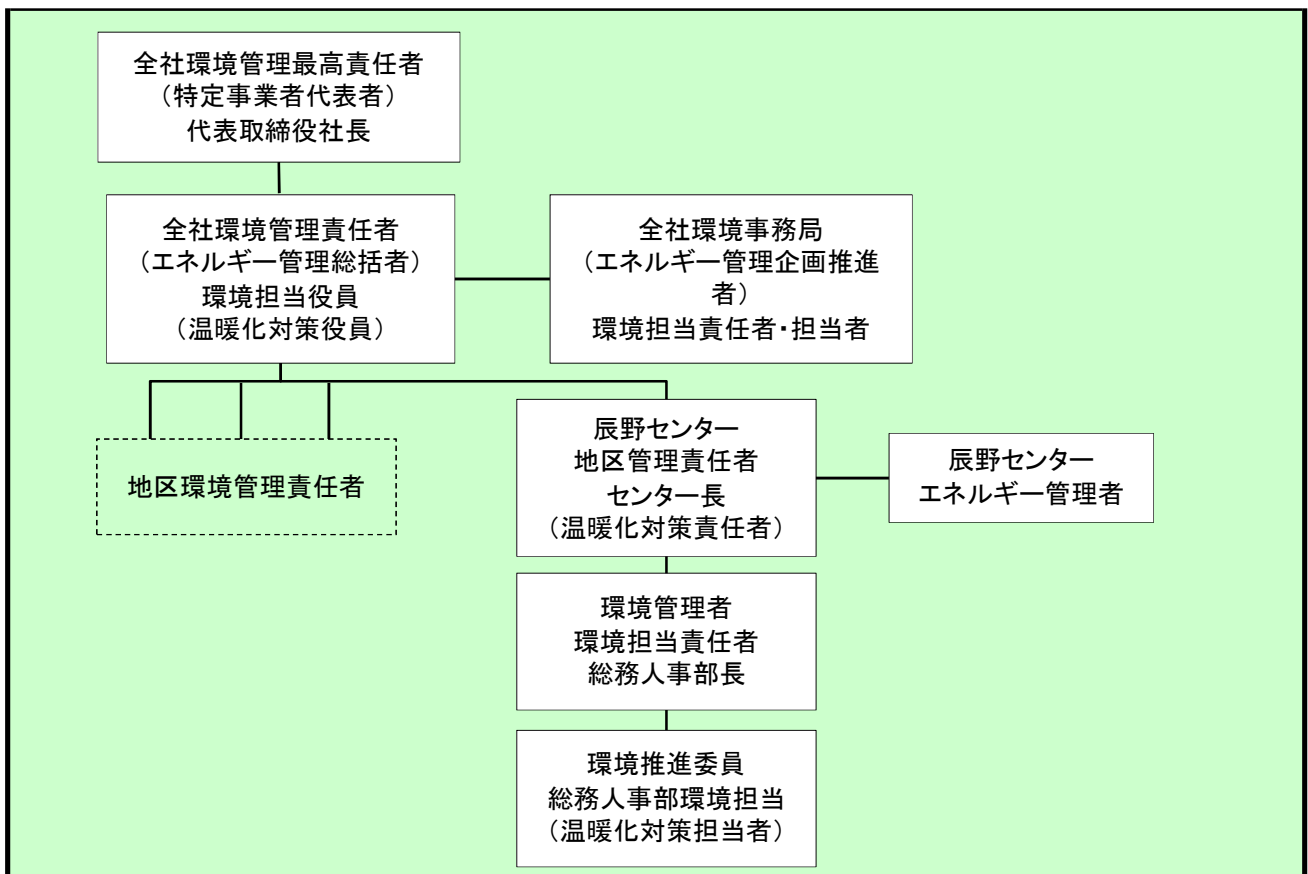 全社環境管理最高責任者
（特定事業者代表者）
代表取締役社長
全社環境管理責任者
（エネルギー管理総括者）
環境担当役員
（温暖化対策役員）
全社環境事務局
（エネルギー管理企画推進
者）
環境担当責任者・担当者
地区環境管理責任者
辰野センター
地区管理責任者
センター長
（温暖化対策責任者）
辰野センター
エネルギー管理者
環境管理者
環境担当責任者
総務人事部長
環境推進委員
総務人事部環境担当
（温暖化対策担当者）